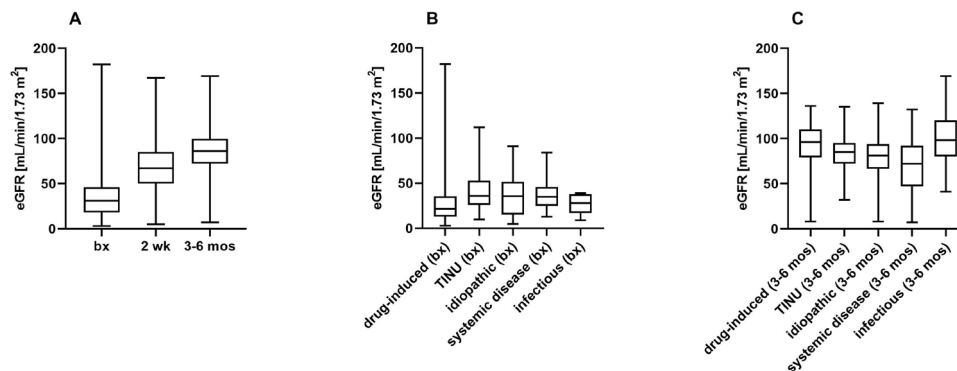 A
eGFR [mL/min/1.73 m²]
200
150
100
50
0
bx
2 wk
3-6 mos
B
eGFR [mL/min/1.73 m²]
200
150
100
50
0
drug-induced (bx)
TINU (bx)
idiopathic (bx)
systemic disease (bx)
infectious (bx)
C
eGFR [mL/min/1.73 m²]
200
150
100
50
0
drug-induced (3-6 mos)
TINU (3-6 mos)
idiopathic (3-6 mos)
systemic disease (3-6 mos)
infectious (3-6 mos)